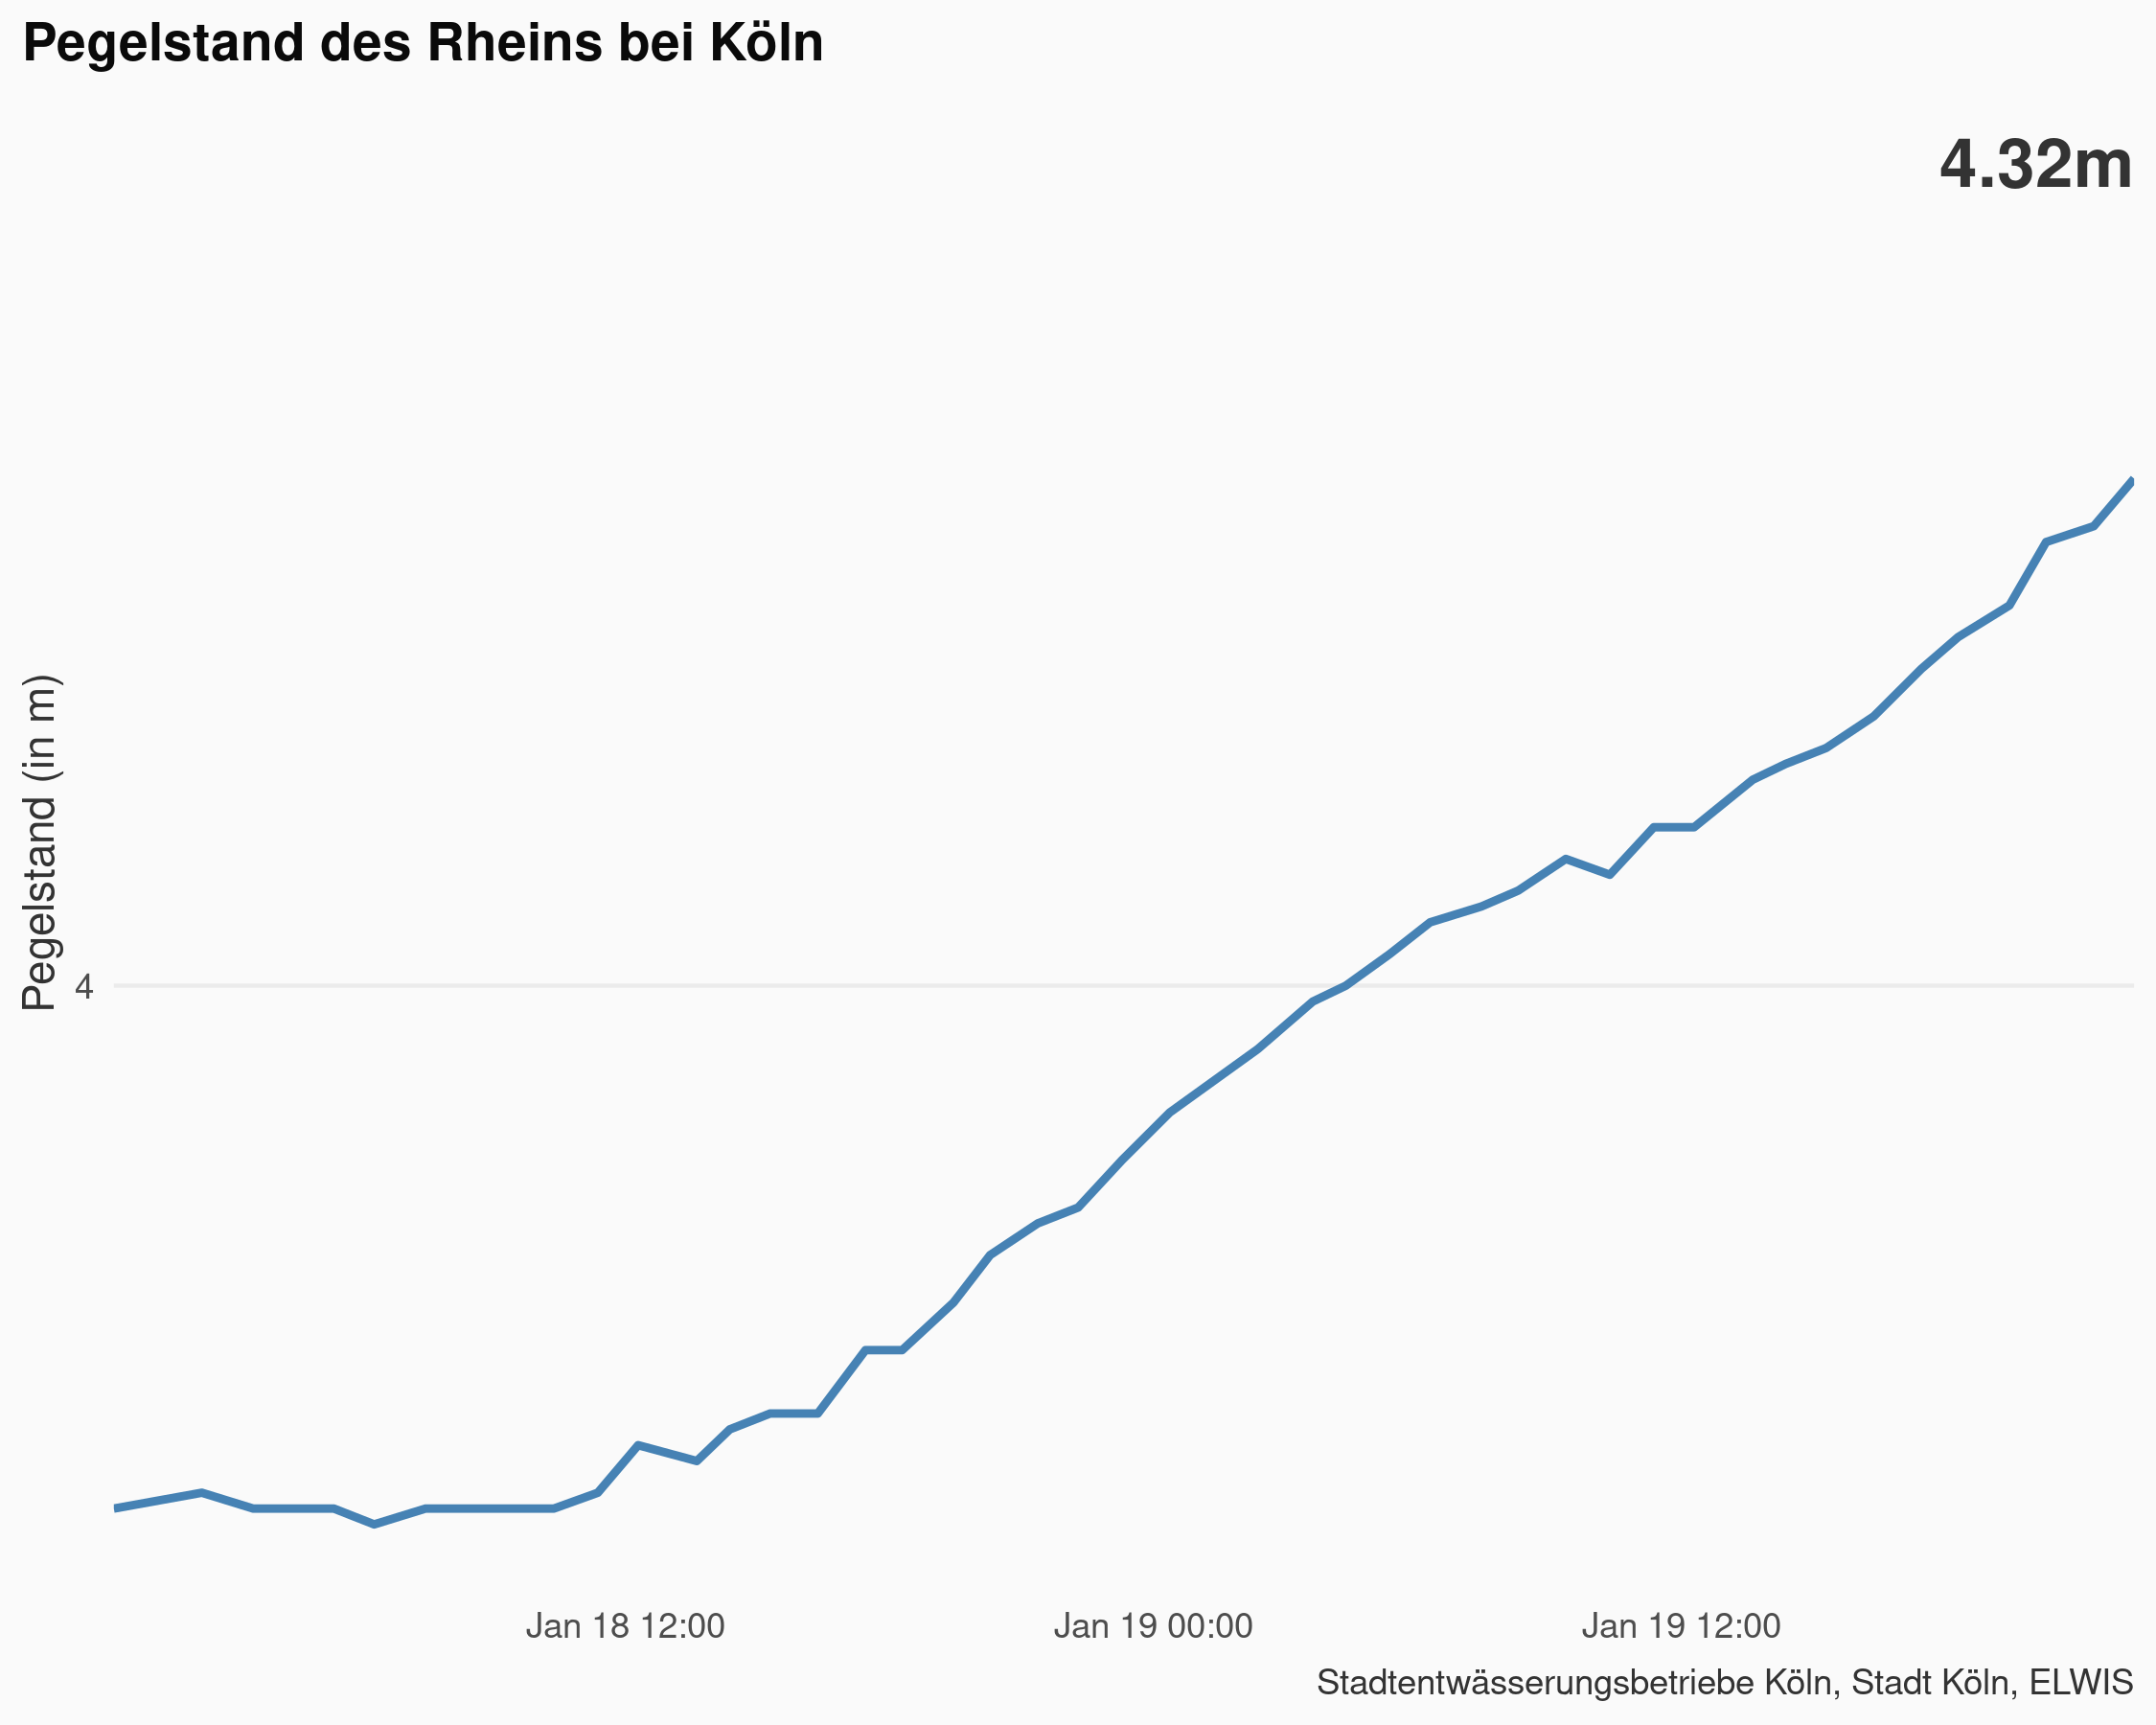 Pegelstand des Rheins bei Köln
4.32m
Pegelstand (in m)
4
Jan 18 12:00
Jan 19 00:00
Jan 19 12:00
Stadtentwässerungsbetriebe Köln, Stadt Köln, ELWIS